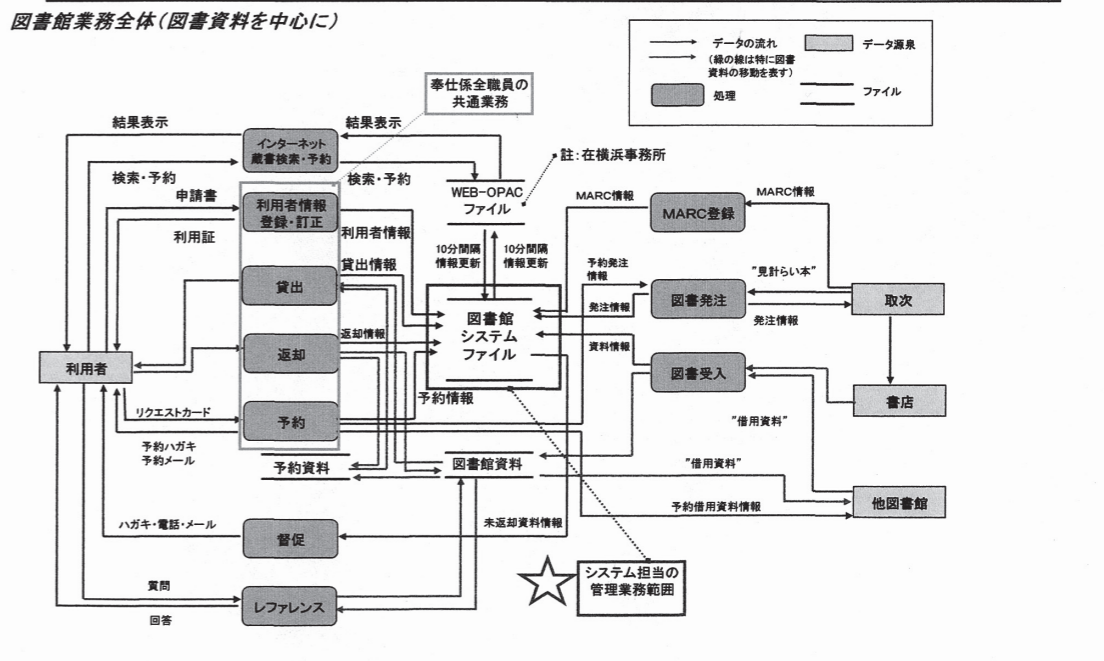 図書館業務全体(図書資料を中心に)
データの流れ
(緑の線は特に図書
資料の移動を表す)
データ源泉
処理
ファイル
奉仕係全職員の
共通業務
結果表示
結果表示
インターネット
蔵書検索・予約
検索・予約
検索・予約
註:在横浜事務所
申請書
利用者情報
登録・訂正
利用証
利用者情報
WEB-OPAC
ファイル
MARC情報
MARC登録
MARC情報
10分間隔
情報更新
10分間隔
情報更新
貸出情報
貸出
予約発注
情報
"見計らい本"
図書発注
取次
発注情報
発注情報
図書館
システム
ファイル
返却情報
返却
資料情報
図書受入
利用者
書店
予約情報
リクエストカード
予約
"借用資料"
予約ハガキ
予約メール
予約資料
図書館資料
"借用資料"
他図書館
予約借用資料情報
ハガキ・電話・メール
督促
未返却資料情報
システム担当の
管理業務範囲
質問
レファレンス
回答